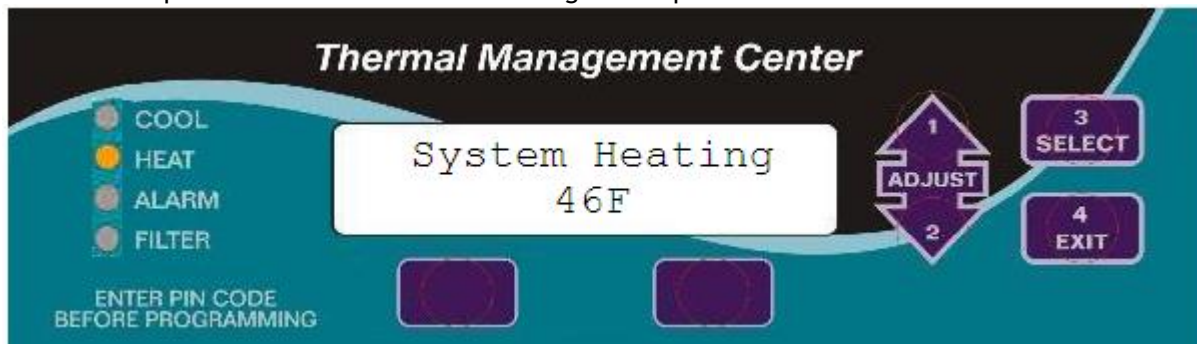 Thermal Management Center
COOL
HEAT
ALARM
FILTER
System Heating
46F
1
ADJUST
2
3
SELECT
4
EXIT
ENTER PIN CODE
BEFORE PROGRAMMING